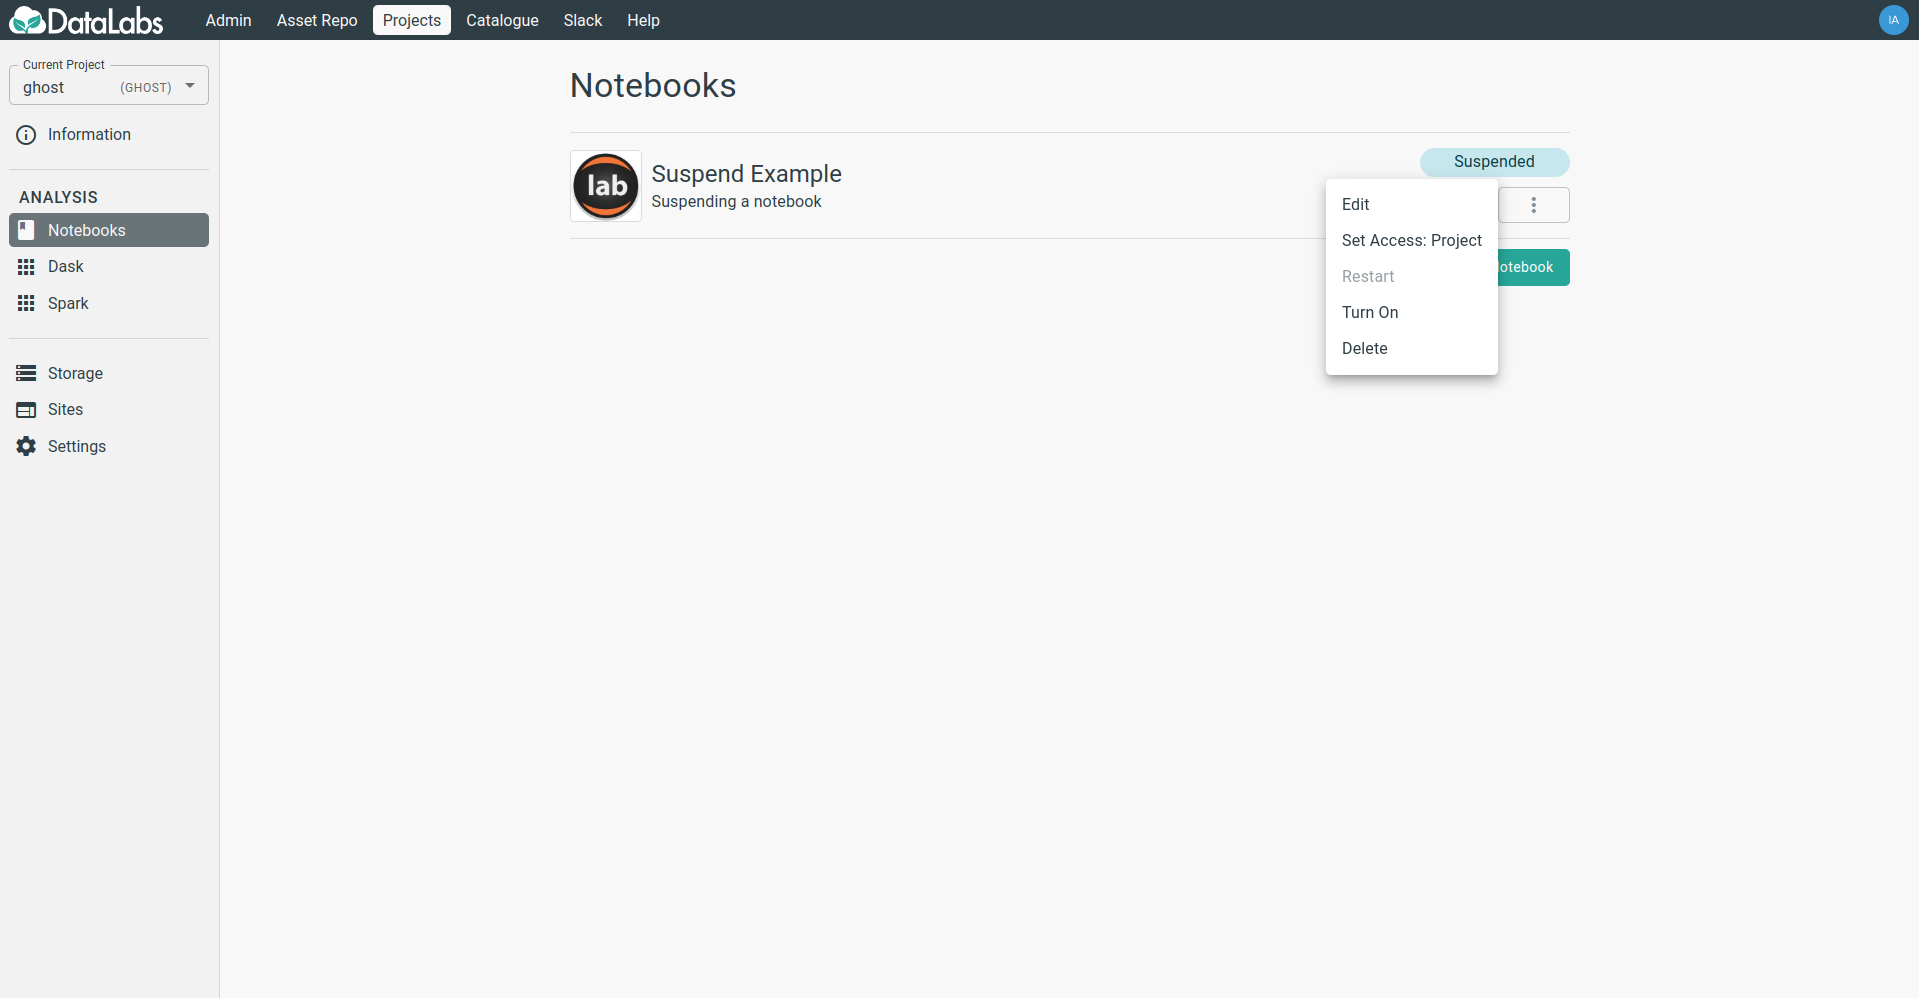 DataLabs
Admin
Asset Repo
Projects
Catalogue
Slack
Help
IA
Current Project
ghost (GHOST)
Information
ANALYSIS
Notebooks
Dask
Spark
Storage
Sites
Settings
Notebooks
lab
Suspend Example
Suspending a notebook
Suspended
Edit
Set Access: Project
Restart
Turn On
Delete
otebook